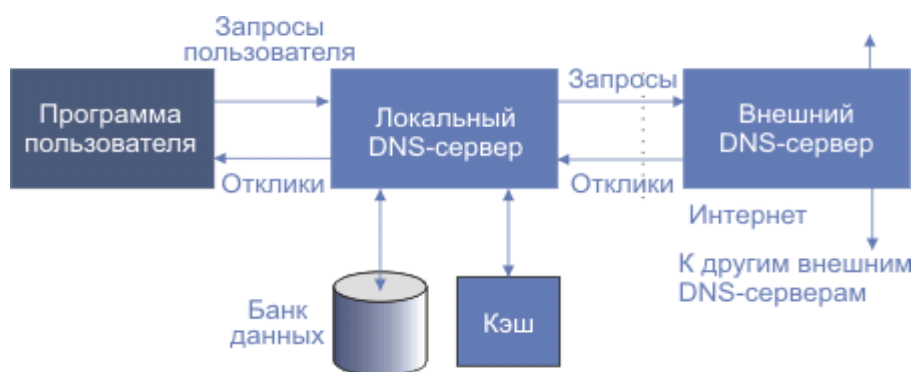 Запросы
пользователя
Программа
пользователя
Отклики
Локальный
DNS-сервер
Запросы
Отклики
Внешний
DNS-сервер
Интернет
К другим внешним
DNS-серверам
Банк
данных
Кэш